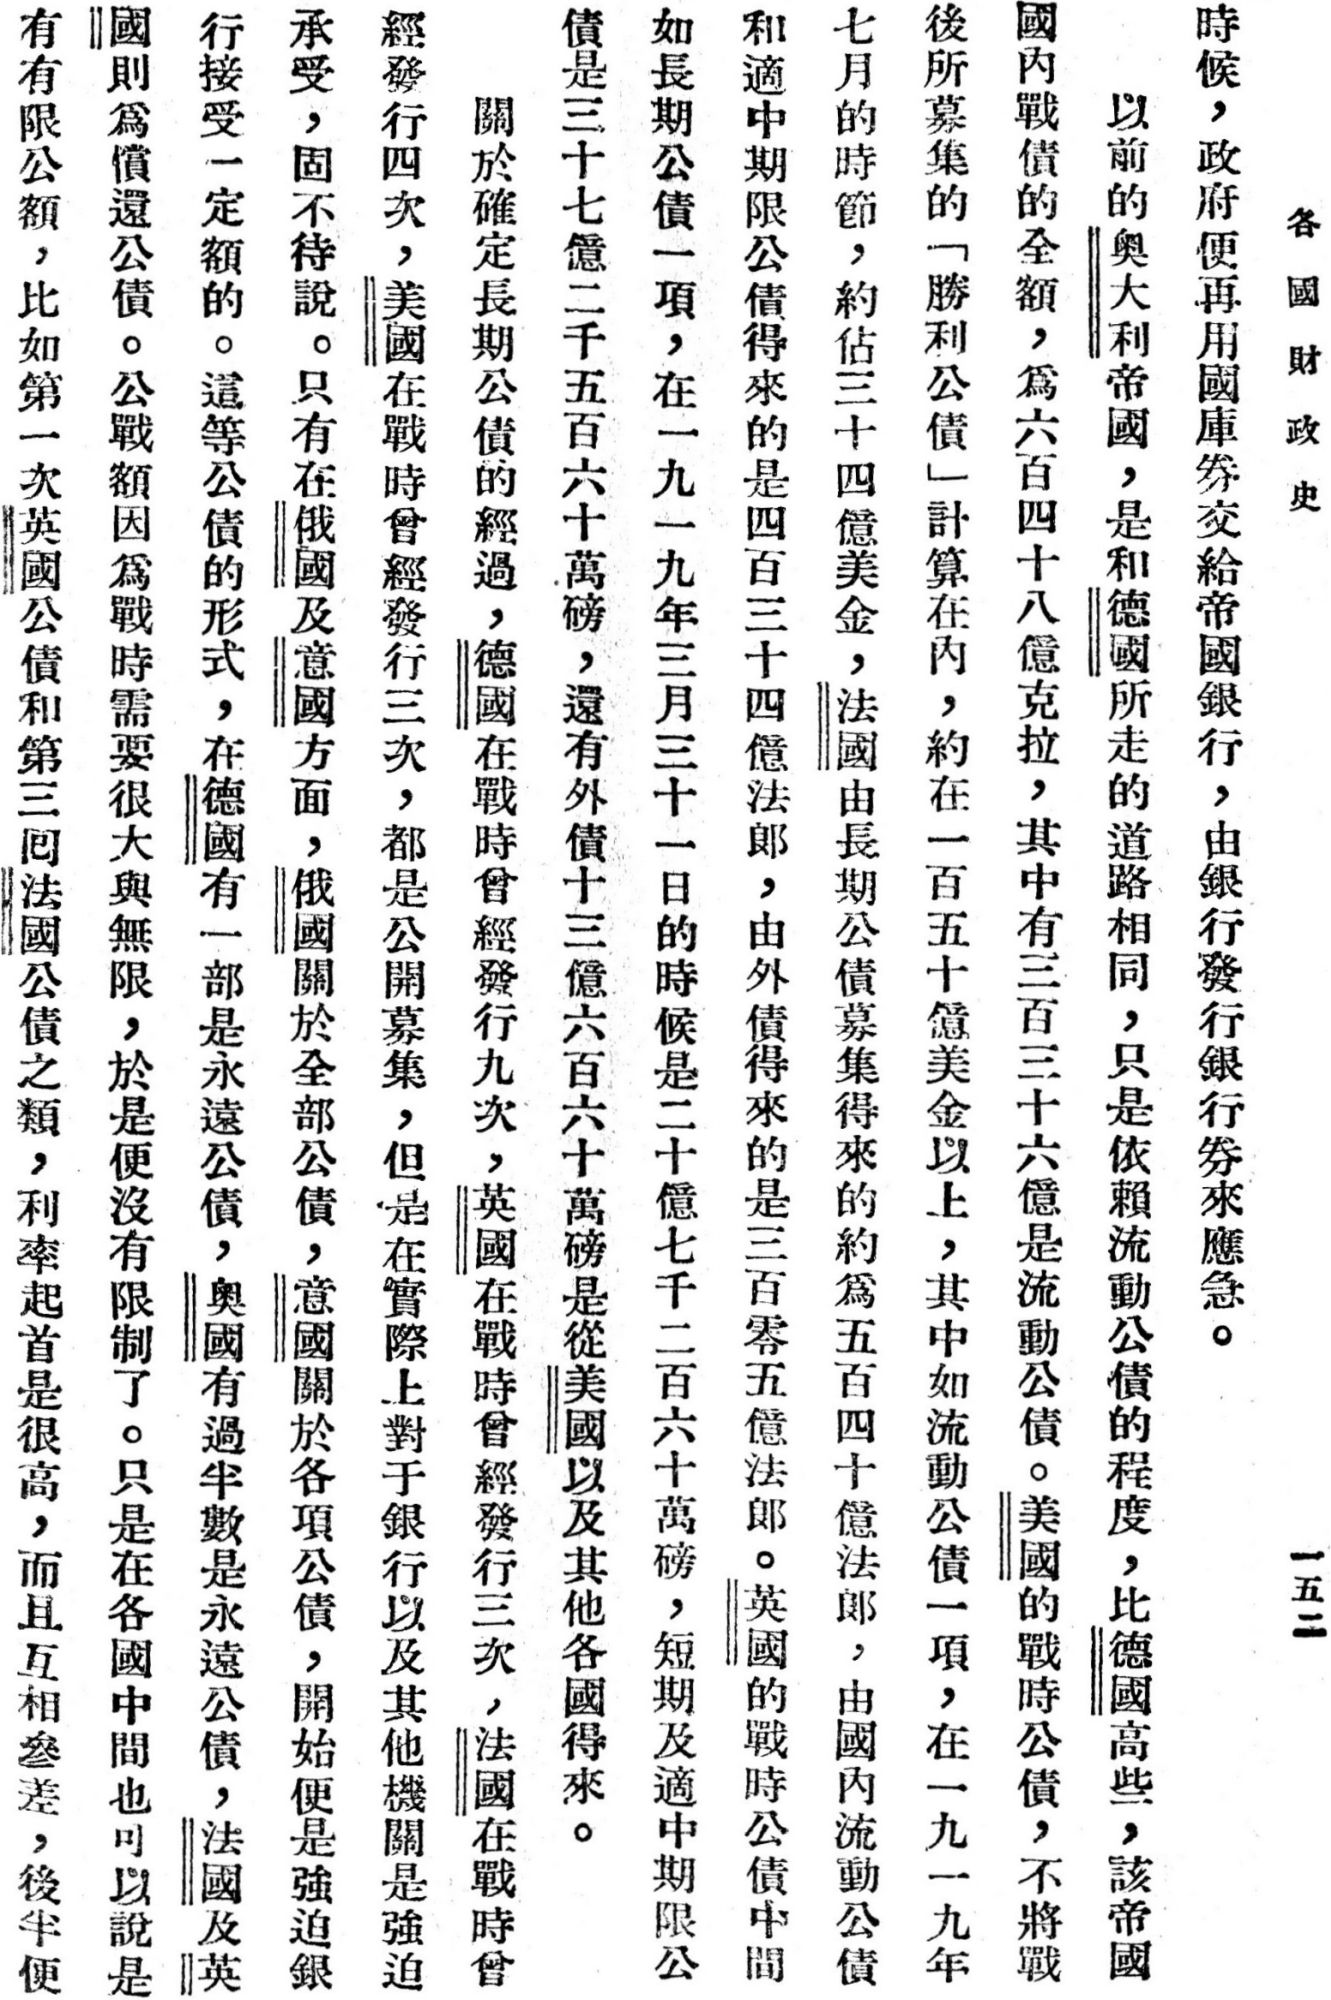 各國財政史
一五二
時候，政府便再用國庫券交給帝國銀行，由銀行發行銀行券來應急。
以前的奧大利帝國，是和德國所走的道路相同，只是依賴流動公債的程度，比德國高些，該帝國
國內戰債的全額，爲六百四十八億克拉，其中有三百三十六億是流動公債。美國的戰時公債，不將戰
後所募集的「勝利公債」計算在內，約在一百五十億美金以上，其中如流動公債一項，在一九一九年
七月的時節，約佔三十四億美金，法國由長期公債募集得來的約爲五百四十億法郎，由國內流動公債
和適中期限公債得來的是四百三十四億法郎，由外債得來的是三百零五億法郎。英國的戰時公債中間
如長期公債一項，在一九一九年三月三十一日的時候是二十億七千二百六十萬磅，短期及適中期限公
債是三十七億二千五百六十萬磅，還有外債十三億六百六十萬磅是從美國以及其他各國得來。
關於確定長期公債的經過，德國在戰時曾經發行九次，英國在戰時曾經發行三次，法國在戰時曾
經發行四次，美國在戰時曾經發行三次，都是公開募集，但是在實際上對于銀行以及其他機關是強迫
承受，固不待說。只有在俄國及意國方面，俄國關於全部公債，意國關於各項公債，開始便是強迫銀
行接受一定額的。這等公債的形式，在德國有一部是永遠公債，奧國有過半數是永遠公債，法國及英
國則爲償還公債。公戰額因爲戰時需要很大與無限，於是便沒有限制了。只是在各國中間也可以說是
有有限公額，比如第一次英國公債和第三囘法國公債之類，利率起首是很高，而且互相參差，後半便